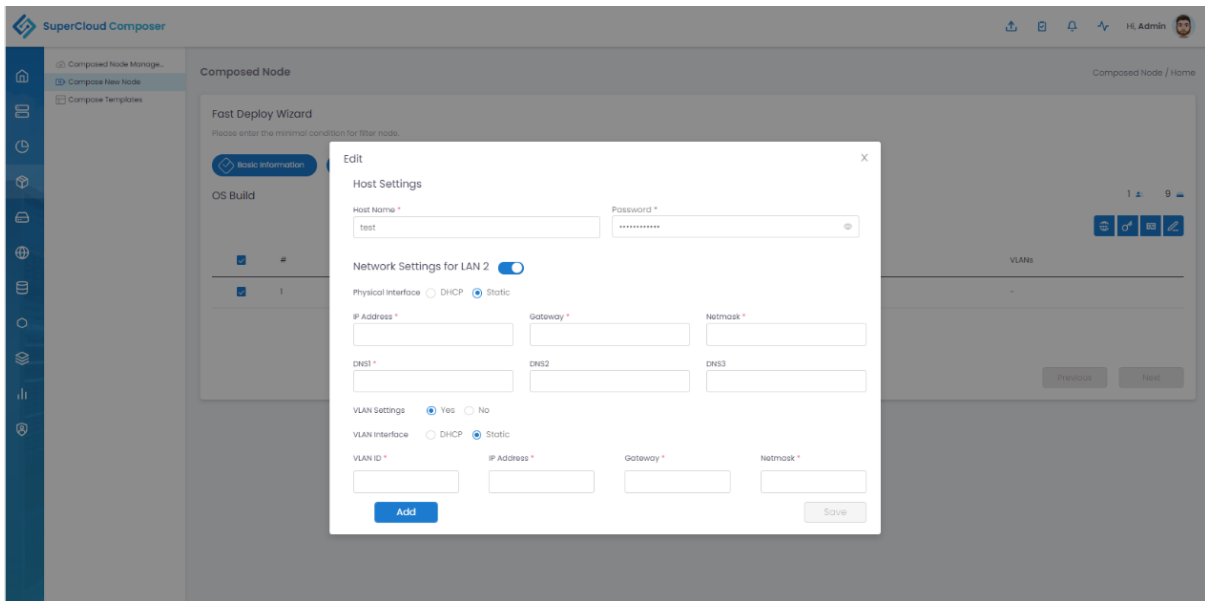 SuperCloud Composer
Hi, Admin
Composed Node Manage...
Compose New Node
Compose Templates
Composed Node
Composed Node / Home
Fast Deploy Wizard
Please enter the minimal condition for filter node.
Basic Information
OS Build
1
9
#
VLANs
1
-
Previous
Next
Edit
X
Host Settings
Host Name *
Password *
test
••••••••••••
Network Settings for LAN 2
Physical Interface DHCP Static
IP Address * Gateway * Netmask *
DNS1 * DNS2 DNS3
VLAN Settings Yes No
VLAN Interface DHCP Static
VLAN ID * IP Address * Gateway * Netmask *
Add
Save